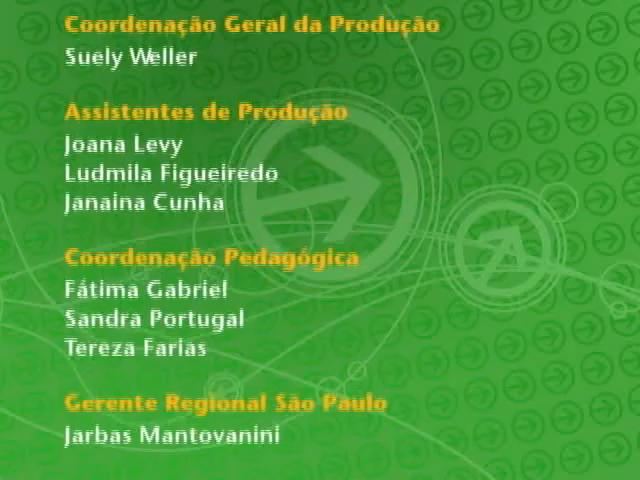 Coordenação Geral da Produção
Suely Weller
Assistentes de Produção
Joana Levy
Ludmila Figueiredo
Janaina Cunha
Coordenação Pedagógica
Fátima Gabriel
Sandra Portugal
Tereza Farias
Gerente Regional São Paulo
Jarbas Mantovanini